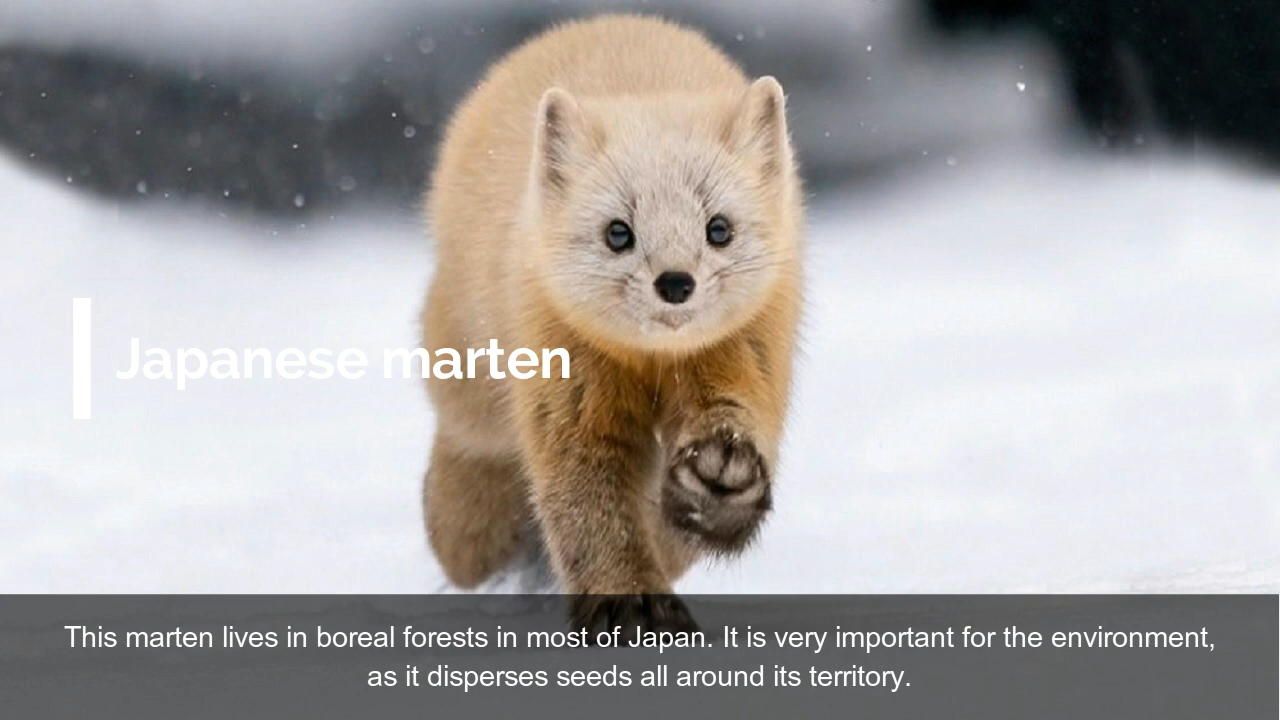 Japanese marten
This marten lives in boreal forests in most of Japan. It is very important for the environment,
as it disperses seeds all around its territory.